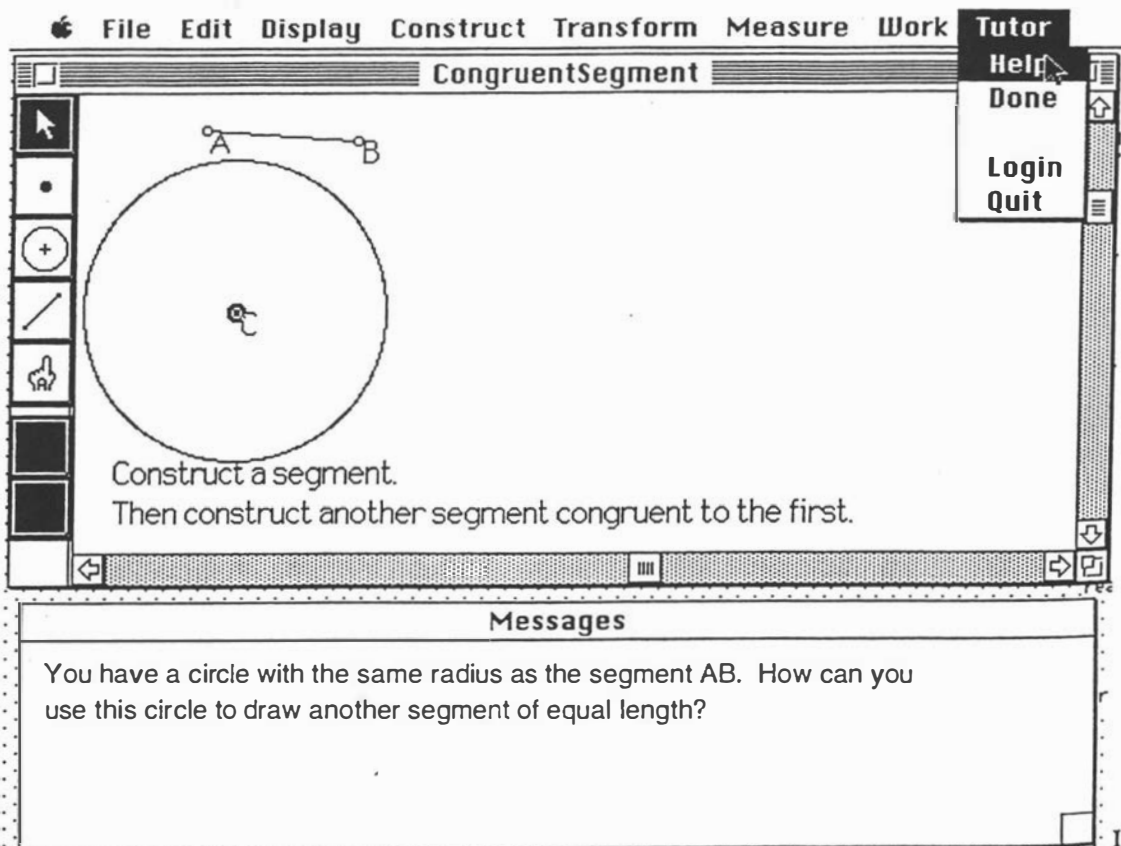 File Edit Display Construct Transform Measure Work Tutor
CongruentSegment
Help
Done
Login
Quit
A
B
C
A
Construct a segment.
Then construct another segment congruent to the first.
Messages
You have a circle with the same radius as the segment AB. How can you
use this circle to draw another segment of equal length?